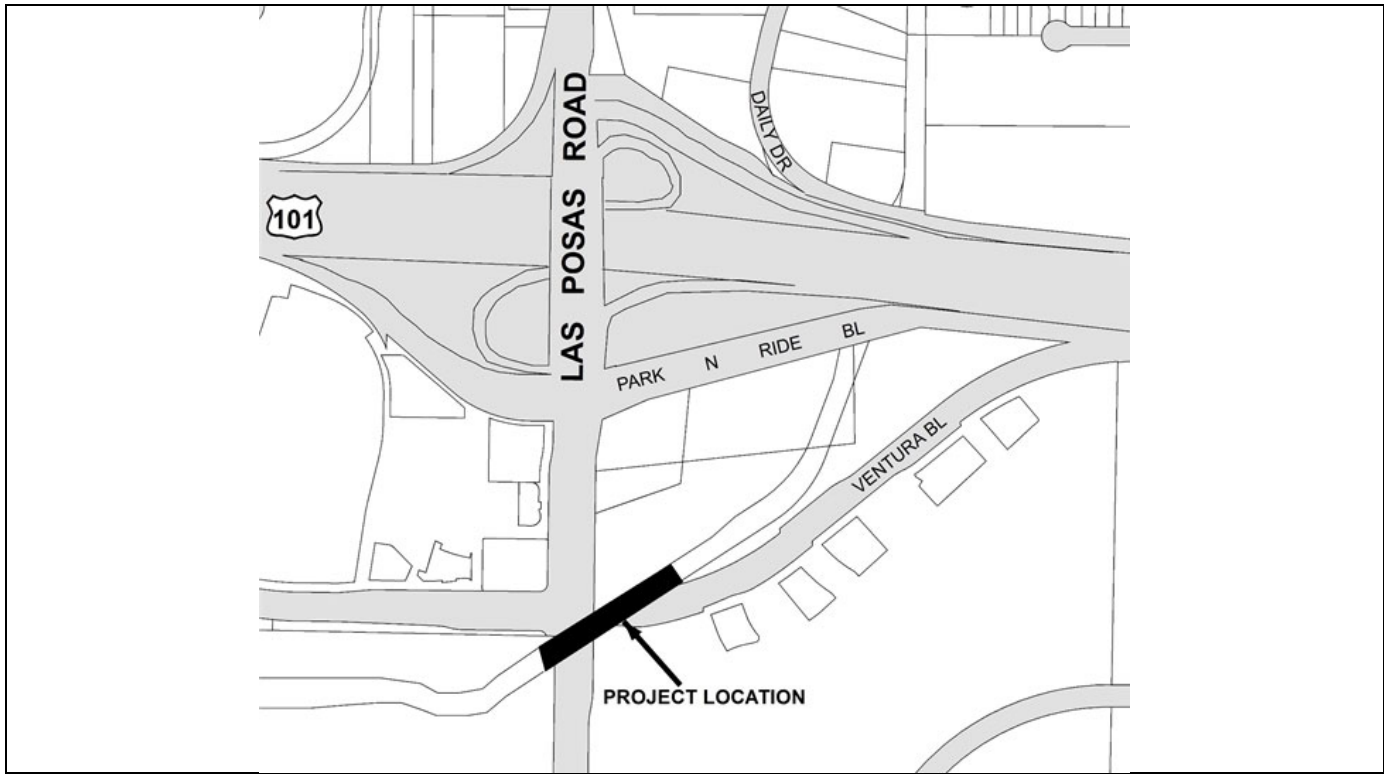 LAS POSAS ROAD
DAILY DR
101
PARK N RIDE BL
VENTURA BL
PROJECT LOCATION